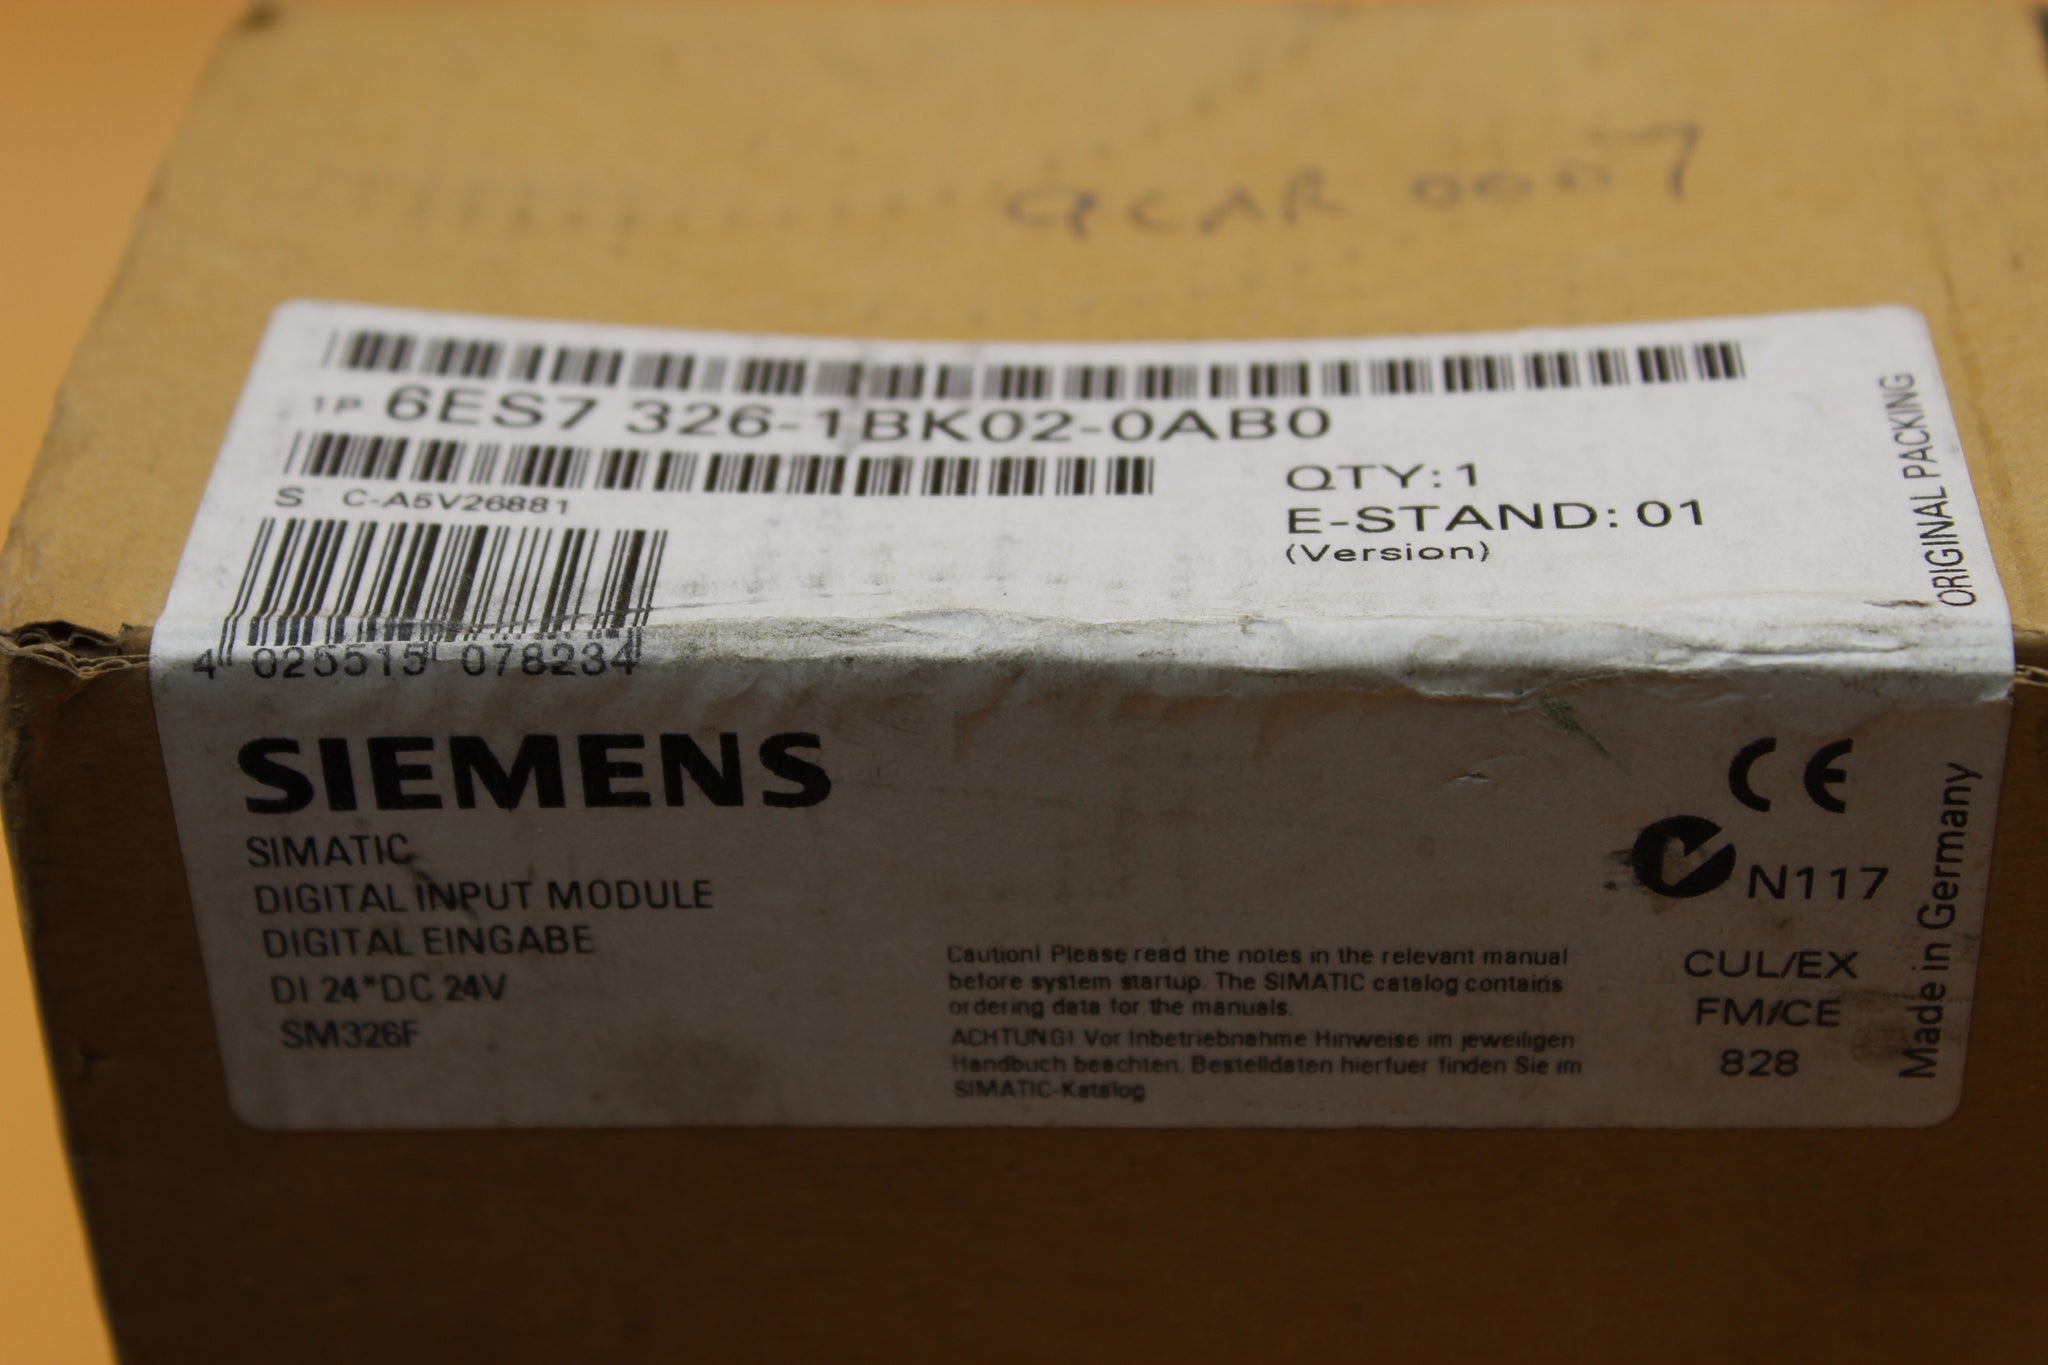 QCAR 0007
1P 6ES7 326-1BK02-0AB0
S C-A5V26881
QTY: 1
E-STAND: 01
(Version)
ORIGINAL PACKING
4 025515 078234
SIEMENS
SIMATIC
DIGITAL INPUT MODULE
DIGITAL EINGABE
DI 24*DC 24V
SM326F
Caution! Please read the notes in the relevant manual
before system startup. The SIMATIC catalog contains
ordering data for the manuals.
ACHTUNG! Vor Inbetriebnahme Hinweise im jeweiligen
Handbuch beachten. Bestelldaten hierfuer finden Sie im
SIMATIC-Katalog
CE
N117
CUL/EX
FM/CE
828
Made in Germany